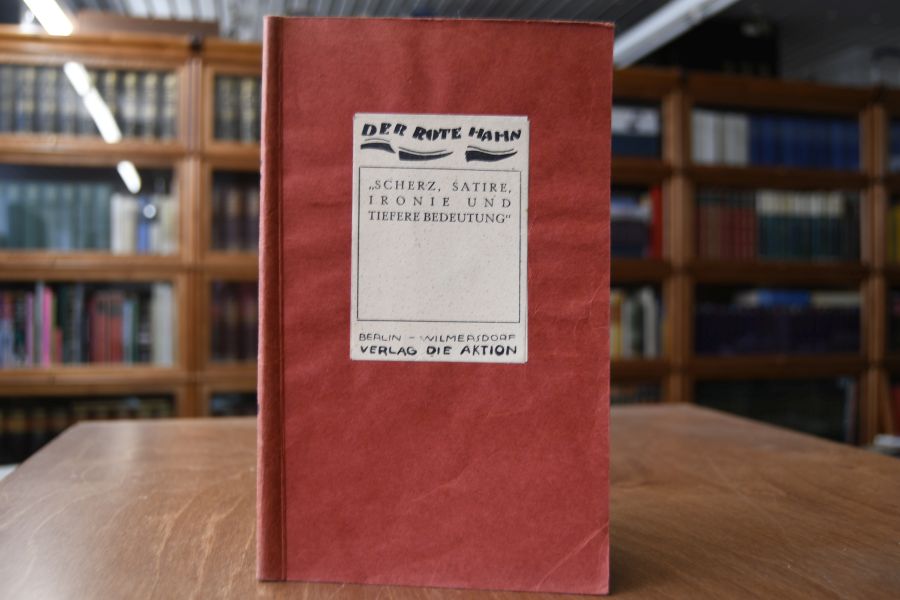 DER ROTE HAHN
„SCHERZ, SATIRE,
IRONIE UND
TIEFERE BEDEUTUNG“
BERLIN – WILMERSDORF
VERLAG DIE AKTION